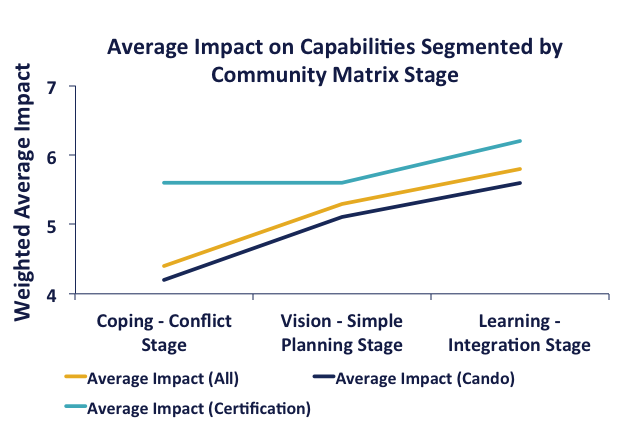 Average Impact on Capabilities Segmented by
Community Matrix Stage
Weighted Average Impact
7
6
5
4
Coping - Conflict
Stage
Vision - Simple
Planning Stage
Learning -
Integration Stage
Average Impact (All)
Average Impact (Cando)
Average Impact (Certification)